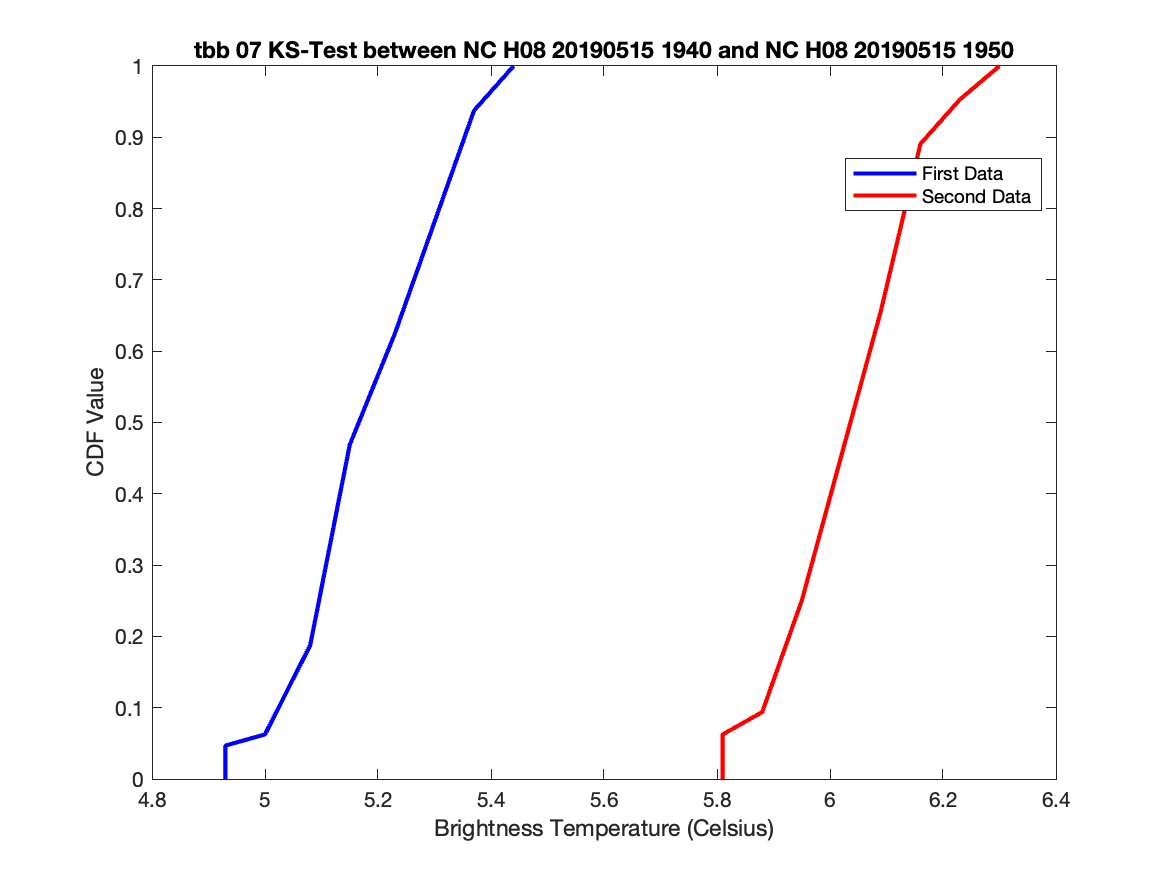 tbb 07 KS-Test between NC H08 20190515 1940 and NC H08 20190515 1950
1
0.9
0.8
0.7
0.6
0.5
0.4
0.3
0.2
0.1
0
CDF Value
First Data
Second Data
4.8 5 5.2 5.4 5.6 5.8 6 6.2 6.4
Brightness Temperature (Celsius)